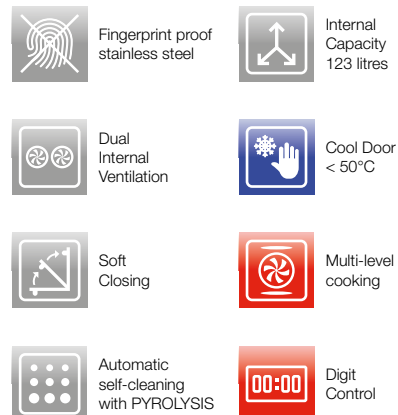 Fingerprint proof
stainless steel
Internal
Capacity
123 litres
Dual
Internal
Ventilation
Cool Door
< 50°C
Soft
Closing
Multi-level
cooking
Automatic
self-cleaning
with PYROLYSIS
00:00
Digit
Control